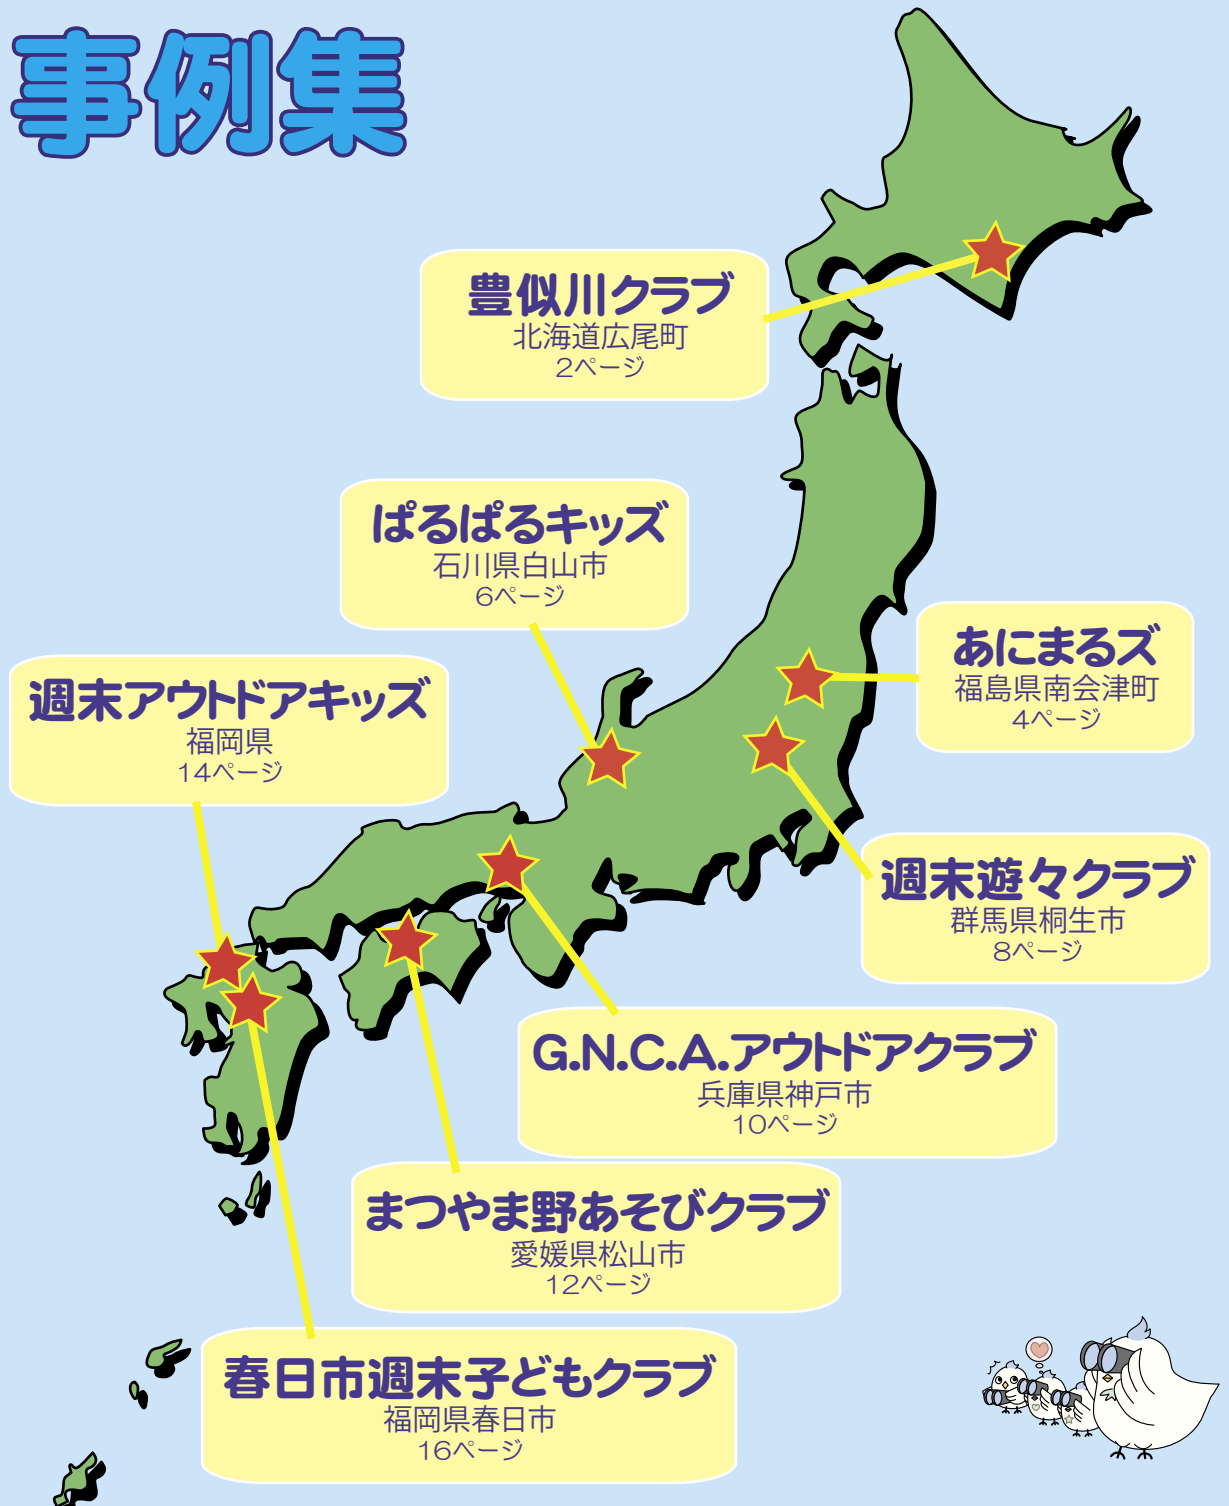 事例集
豊似川クラブ
北海道広尾町
2ページ
ぱるぱるキッズ
石川県白山市
6ページ
あにまるズ
福島県南会津町
4ページ
週末アウトドアキッズ
福岡県
14ページ
週末遊々クラブ
群馬県桐生市
8ページ
G.N.C.A.アウトドアクラブ
兵庫県神戸市
10ページ
まつやま野あそびクラブ
愛媛県松山市
12ページ
春日市週末子どもクラブ
福岡県春日市
16ページ